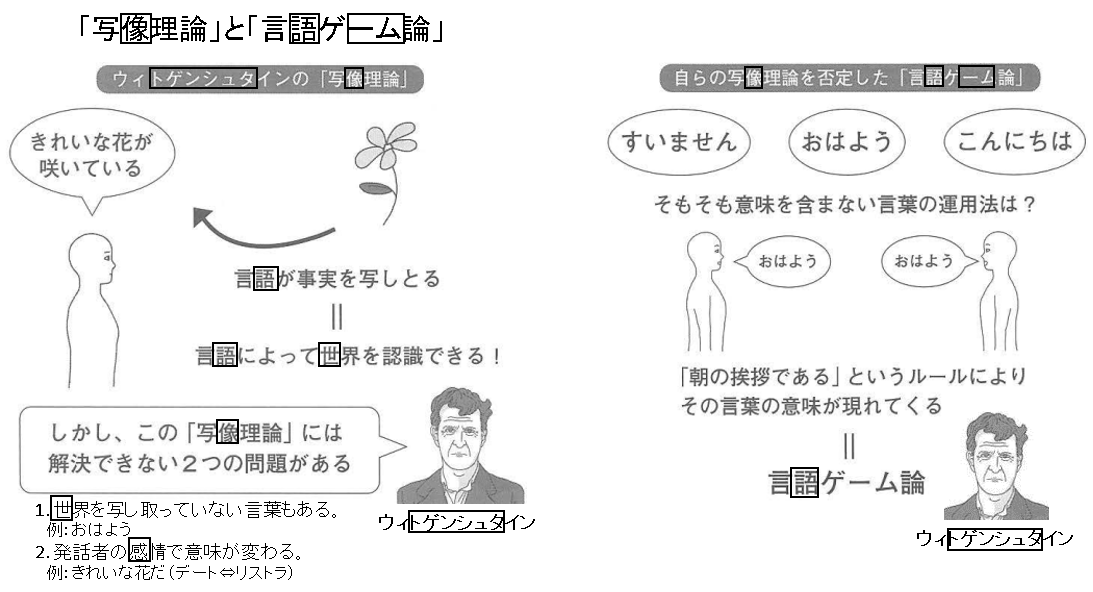 「写像理論」と「言語ゲーム論」
ウィトゲンシュタインの「写像理論」
きれいな花が
咲いている
言語が事実を写しとる
||
言語によって世界を認識できる！
しかし、この「写像理論」には
解決できない２つの問題がある
ウィトゲンシュタイン
1. 世界を写し取っていない言葉もある。
例：おはよう
2. 発話者の感情で意味が変わる。
例：きれいな花だ（デート⇔リストラ）
自らの写像理論を否定した「言語ゲーム論」
すいません
おはよう
こんにちは
そもそも意味を含まない言葉の運用法は？
おはよう
おはよう
「朝の挨拶である」というルールにより
その言葉の意味が現れてくる
||
言語ゲーム論
ウィトゲンシュタイン